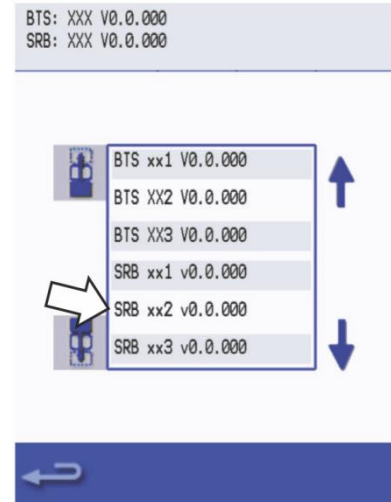 BTS: XXX V0.0.000
SRB: XXX V0.0.000
BTS xx1 V0.0.000
BTS XX2 V0.0.000
BTS XX3 V0.0.000
SRB xx1 v0.0.000
SRB xx2 v0.0.000
SRB xx3 v0.0.000